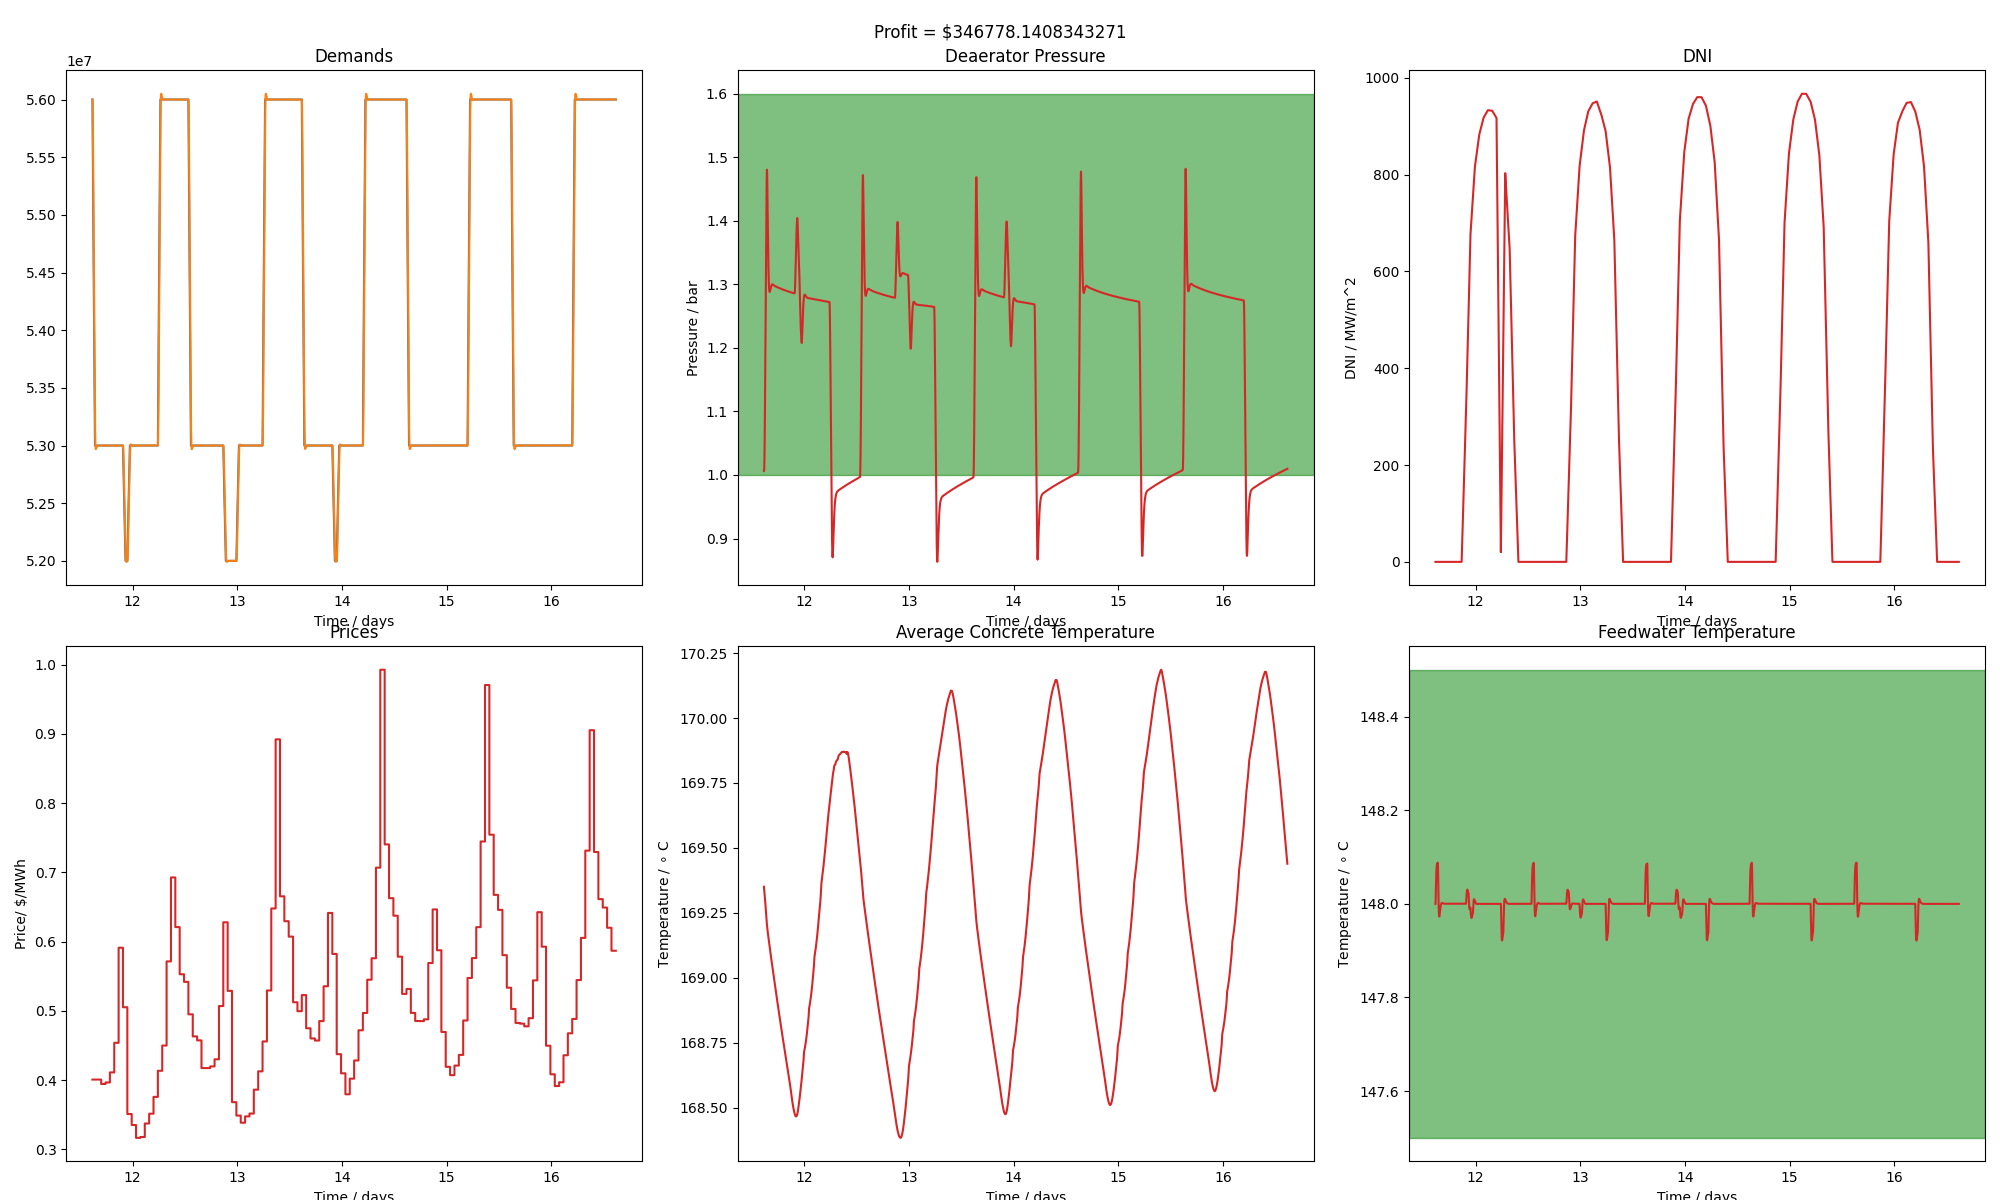 Profit = $346778.1408343271
Demands
1e7
5.60
5.55
5.50
5.45
5.40
5.35
5.30
5.25
5.20
12 13 14 15 16
Time / days
Deaerator Pressure
Pressure / bar
1.6
1.5
1.4
1.3
1.2
1.1
1.0
0.9
12 13 14 15 16
Time / days
DNI
DNI / MW/m^2
1000
800
600
400
200
0
12 13 14 15 16
Time / days
Prices
Price/ $/MWh
1.0
0.9
0.8
0.7
0.6
0.5
0.4
0.3
12 13 14 15 16
Time / days
Average Concrete Temperature
Temperature / ∘ C
170.25
170.00
169.75
169.50
169.25
169.00
168.75
168.50
12 13 14 15 16
Time / days
Feedwater Temperature
Temperature / ∘ C
148.4
148.2
148.0
147.8
147.6
12 13 14 15 16
Time / days